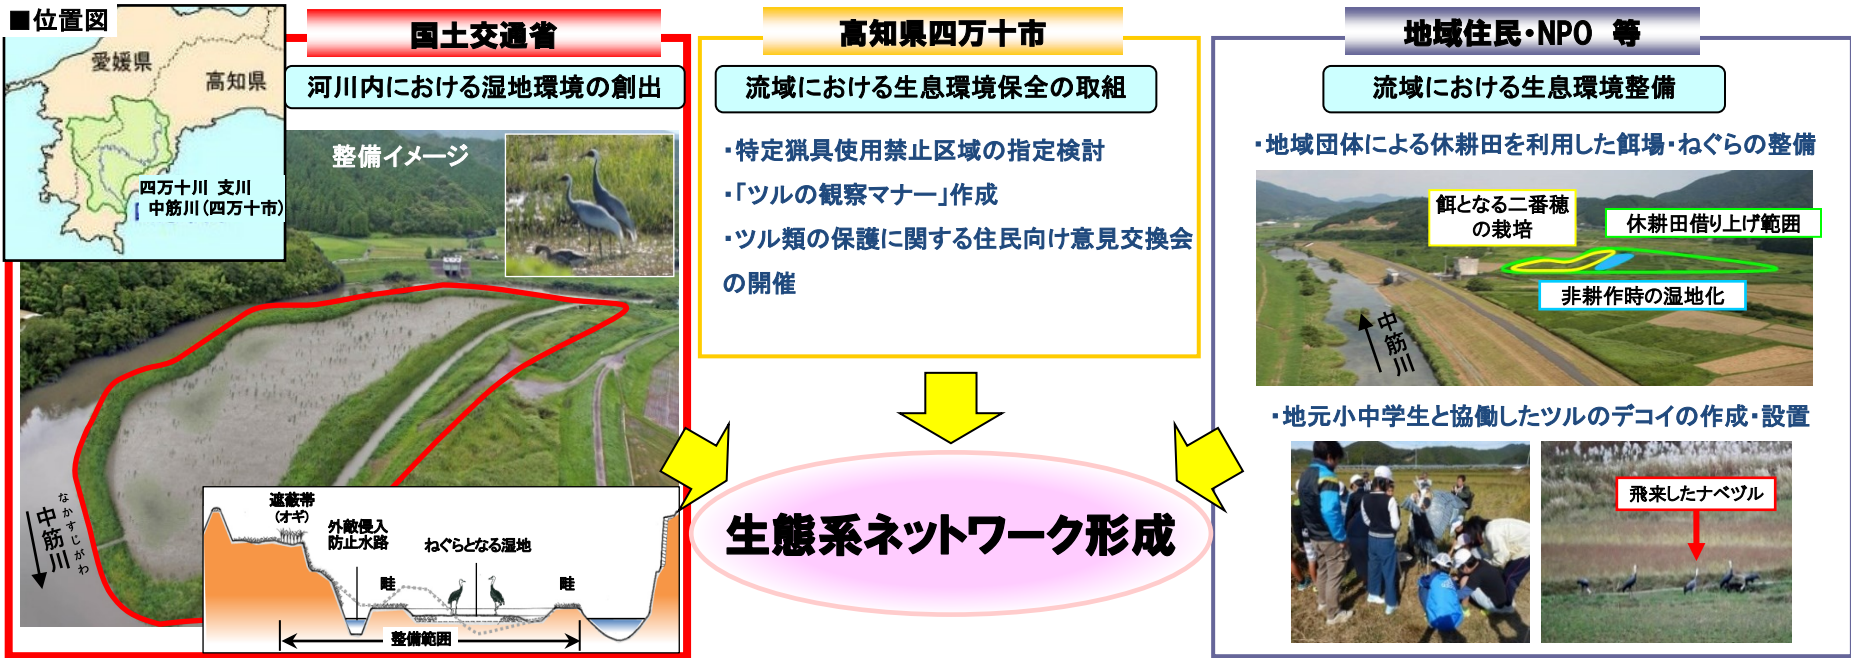 ■位置図
愛媛県
高知県
四万十川 支川
中筋川(四万十市)
国土交通省
河川内における湿地環境の創出
整備イメージ
なかすじがわ
中筋川
遮蔽帯
(オギ)
外敵侵入
防止水路
ねぐらとなる湿地
畦
畦
整備範囲
高知県四万十市
流域における生息環境保全の取組
・特定猟具使用禁止区域の指定検討
・「ツルの観察マナー」作成
・ツル類の保護に関する住民向け意見交換会
の開催
生態系ネットワーク形成
地域住民・NPO 等
流域における生息環境整備
・地域団体による休耕田を利用した餌場・ねぐらの整備
餌となる二番穂
の栽培
休耕田借り上げ範囲
非耕作時の湿地化
中筋川
・地元小中学生と協働したツルのデコイの作成・設置
飛来したナベヅル